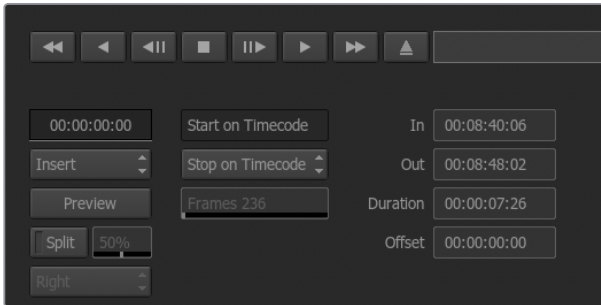 00:00:00:00 Start on Timecode In 00:08:40:06
Insert Stop on Timecode Out 00:08:48:02
Preview Frames 236 Duration 00:00:07:26
Split 50% Offset 00:00:00:00
Right